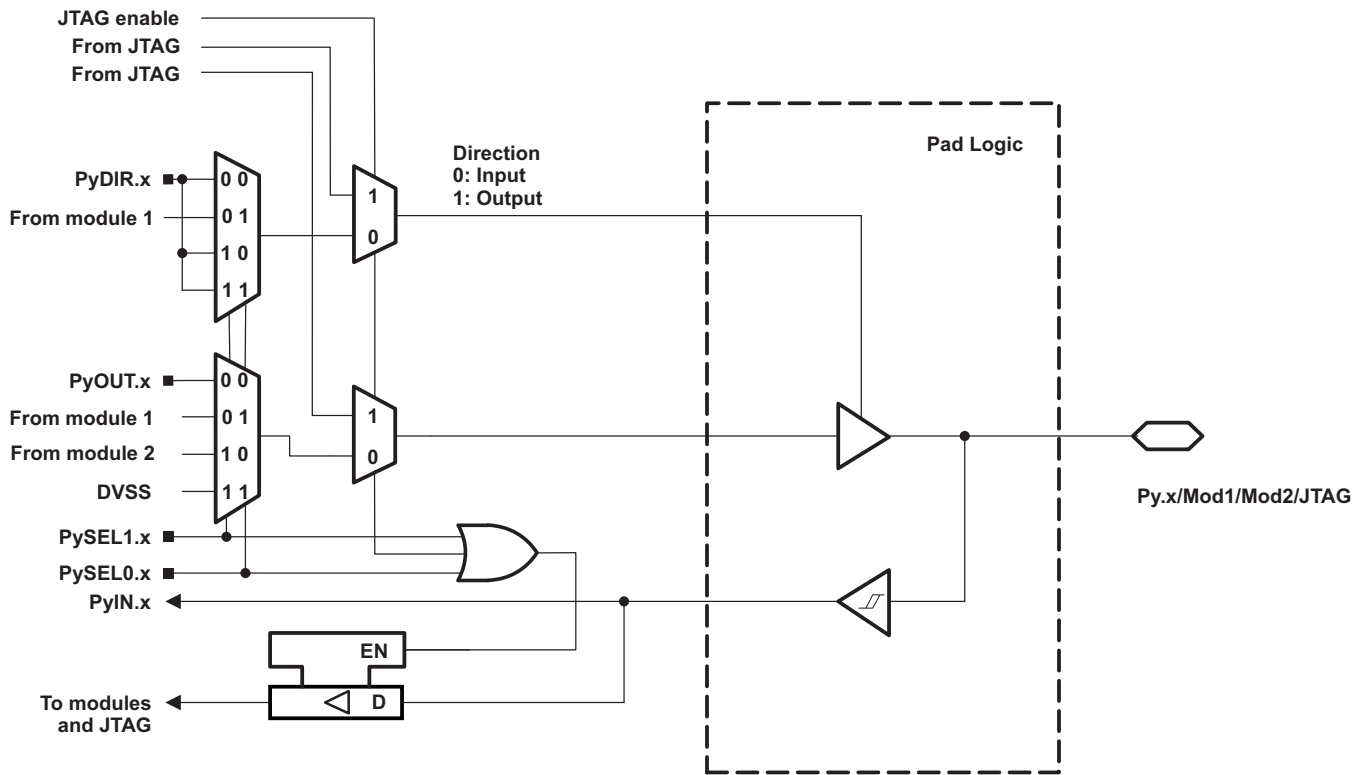 JTAG enable
From JTAG
From JTAG
Pad Logic
Direction
0: Input
1: Output
PyDIR.x
0 0
From module 1
0 1
1 0
1 1
1
0
PyOUT.x
0 0
From module 1
0 1
From module 2
1 0
DVSS
1 1
1
0
Py.x/Mod1/Mod2/JTAG
PySEL1.x
PySEL0.x
PyIN.x
EN
D
To modules
and JTAG